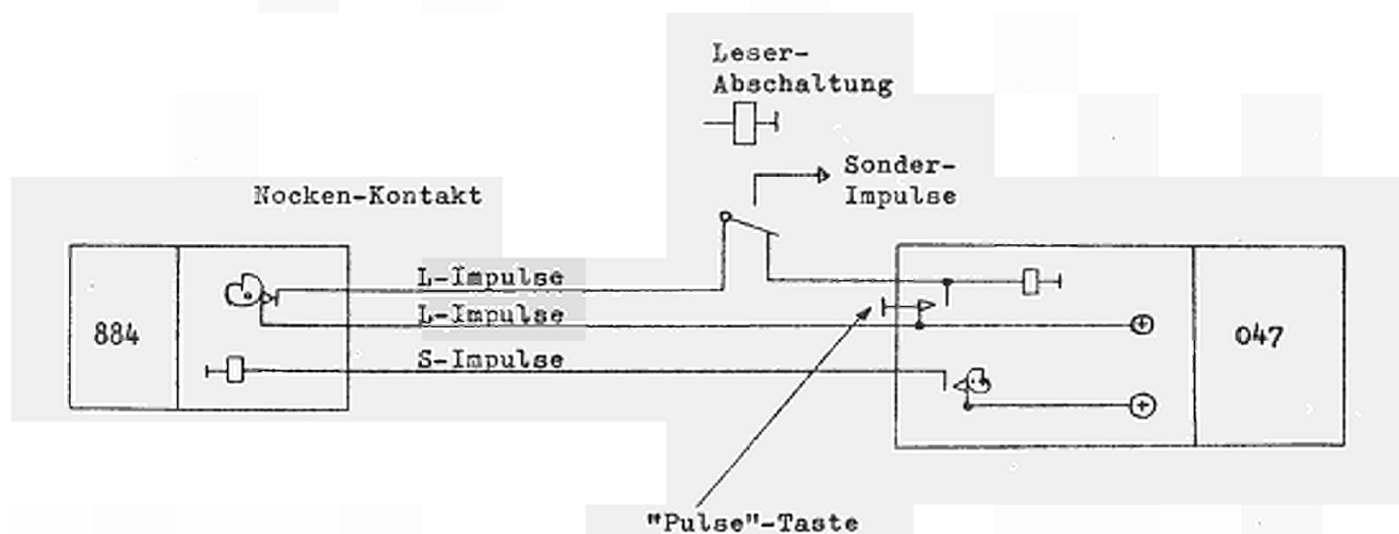 Leser-
Abschaltung
Sonder-
Impulse
Nocken-Kontakt
L-Impulse
L-Impulse
S-Impulse
884
047
"Pulse"-Taste